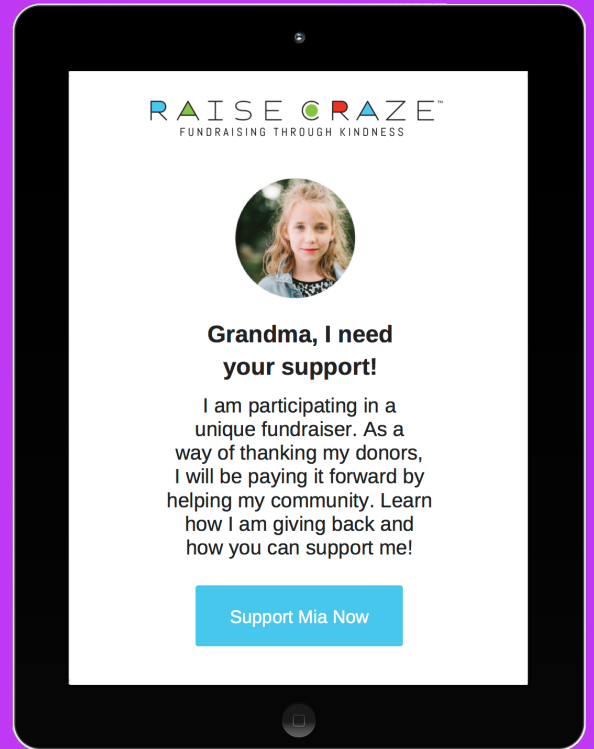 RAISE CRAZE™
FUNDRAISING THROUGH KINDNESS
Grandma, I need
your support!
I am participating in a
unique fundraiser. As a
way of thanking my donors,
I will be paying it forward by
helping my community. Learn
how I am giving back and
how you can support me!
Support Mia Now